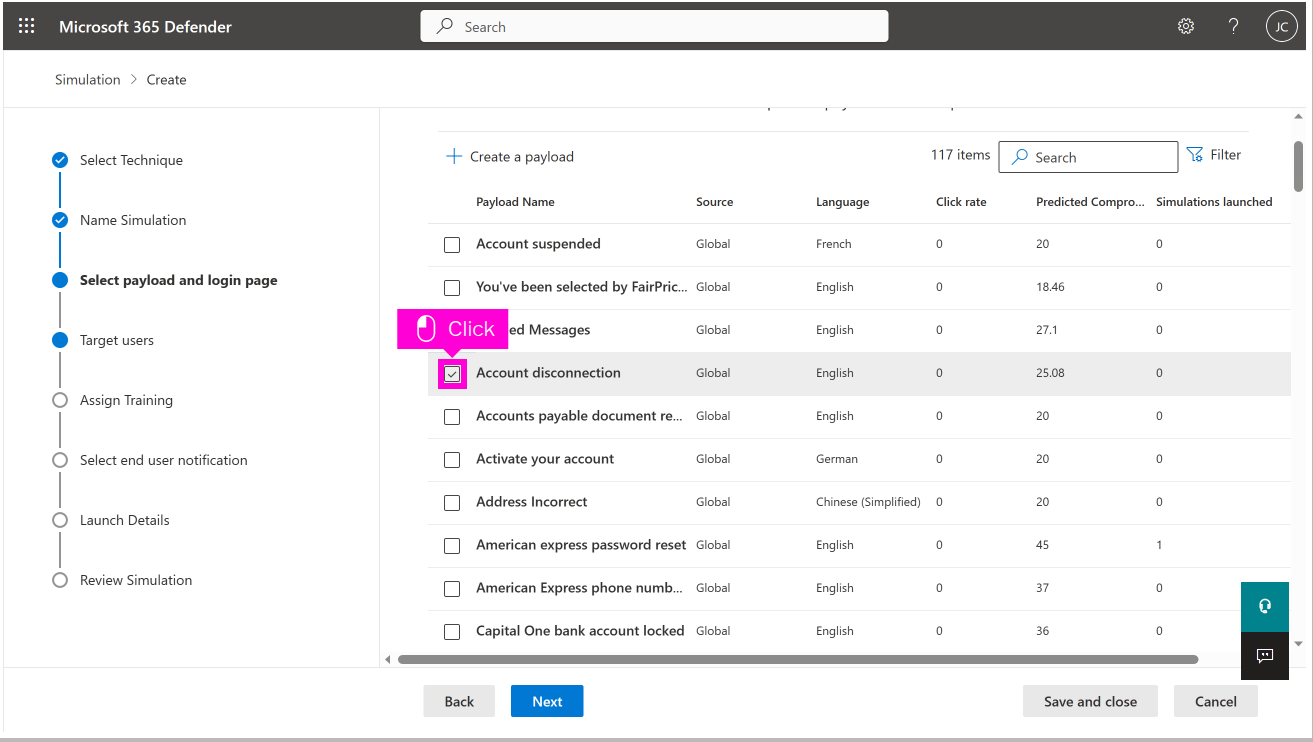 Microsoft 365 Defender
Search
JC
Simulation > Create
Select Technique
Name Simulation
Select payload and login page
Target users
Assign Training
Select end user notification
Launch Details
Review Simulation
Create a payload
117 items
Search
Filter
Payload Name Source Language Click rate Predicted Compro... Simulations launched
Account suspended Global French 0 20 0
You've been selected by FairPric... Global English 0 18.46 0
Click
Messages Global English 0 27.1 0
Account disconnection Global English 0 25.08 0
Accounts payable document re... Global English 0 20 0
Activate your account Global German 0 20 0
Address Incorrect Global Chinese (Simplified) 0 20 0
American express password reset Global English 0 45 1
American Express phone numb... Global English 0 37 0
Capital One bank account locked Global English 0 36 0
Back Next Save and close Cancel